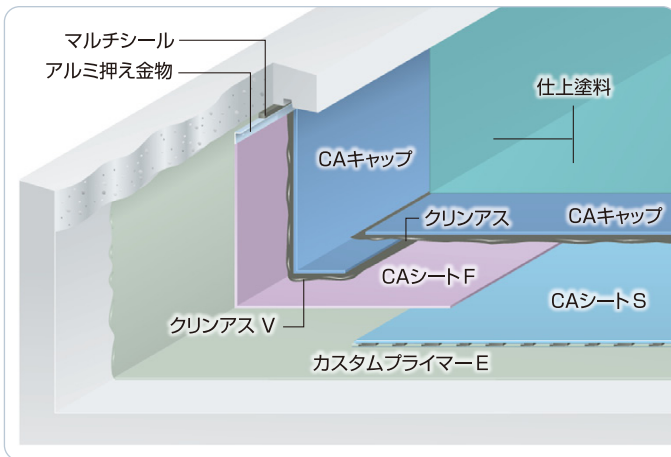 マルチシール
アルミ押え金物
仕上塗料
CAキャップ
クリンアス
CAキャップ
CAシートF
CAシートS
クリンアス V
カスタムプライマーE